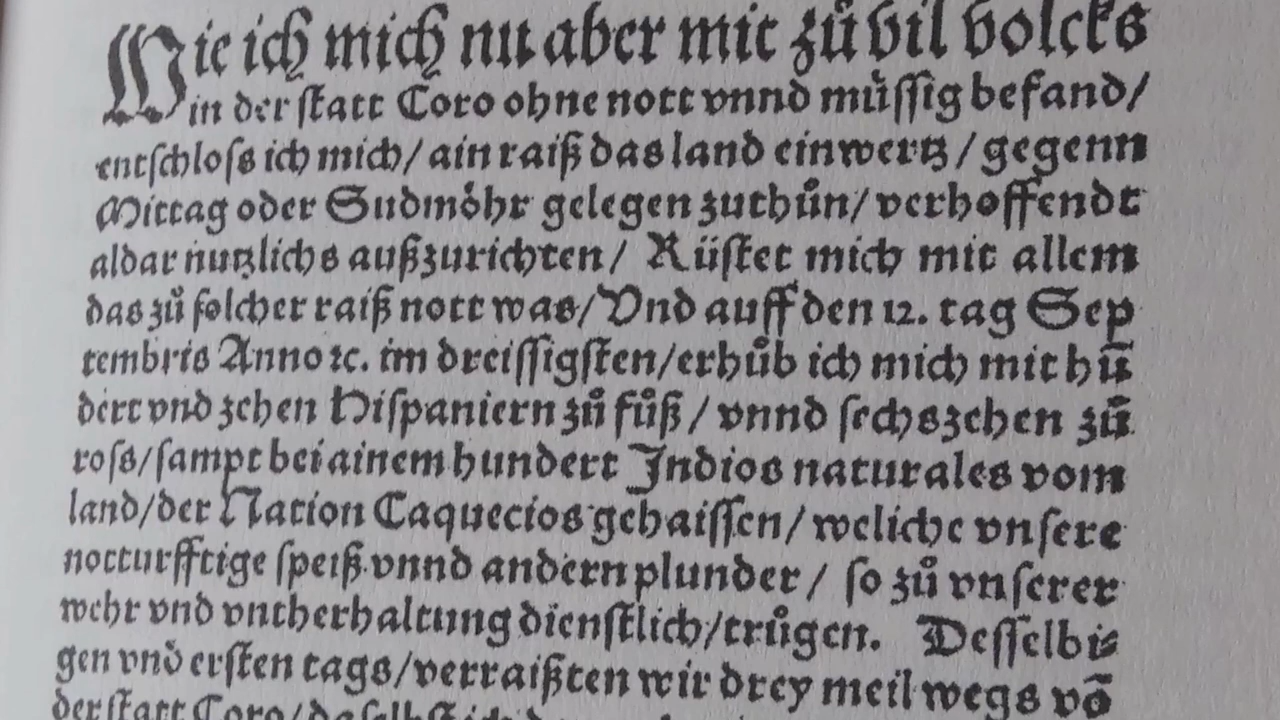 Wie ich mich nu aber mit zů vil volcks
in der statt Coro ohne nott vnnd můssig befand/
entschloss ich mich/ ain raiß das land einwertz/ gegenn
Mittag oder Sudmöhr gelegen zuthůn/ verhoffendt
aldar nutzlichs außzurichten/ Rüstet mich mit allem
das zů solcher raiß nott was/ Vnd auff den 12. tag Sep
tembris Anno ꝛc. im dreissigsten/ erhůb ich mich mit hū
dert vnd zehen Hispaniern zů fůß/ vnnd sechszehen zů
ross/ sampt bei ainem hundert Indios naturales vom
land/ der Nation Caquecios gehaissen/ weliche vnsere
notturfftige speiß vnnd andern plunder/ so zů vnserer
wehr vnd vntherhaltung dienstlich/ trůgen. Desselbi⸗
gen vnd ersten tags/ verraißten wir drey meil wegs vō
der statt Coro/